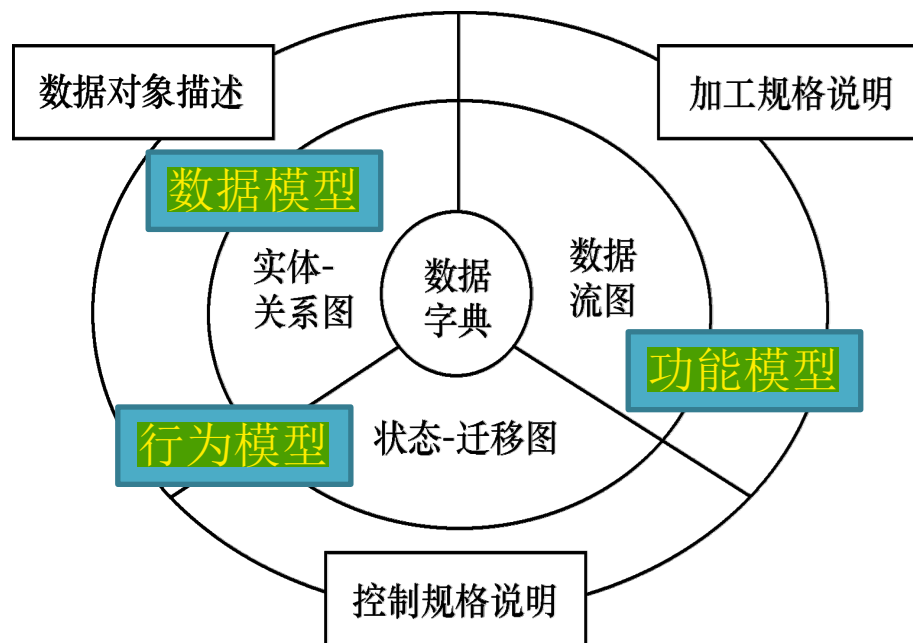 数据对象描述
加工规格说明
数据模型
实体-
关系图
数据
字典
数据
流图
功能模型
行为模型
状态-迁移图
控制规格说明